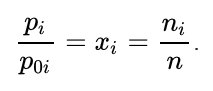 p_i / p_{0i} = x_i = n_i / n .